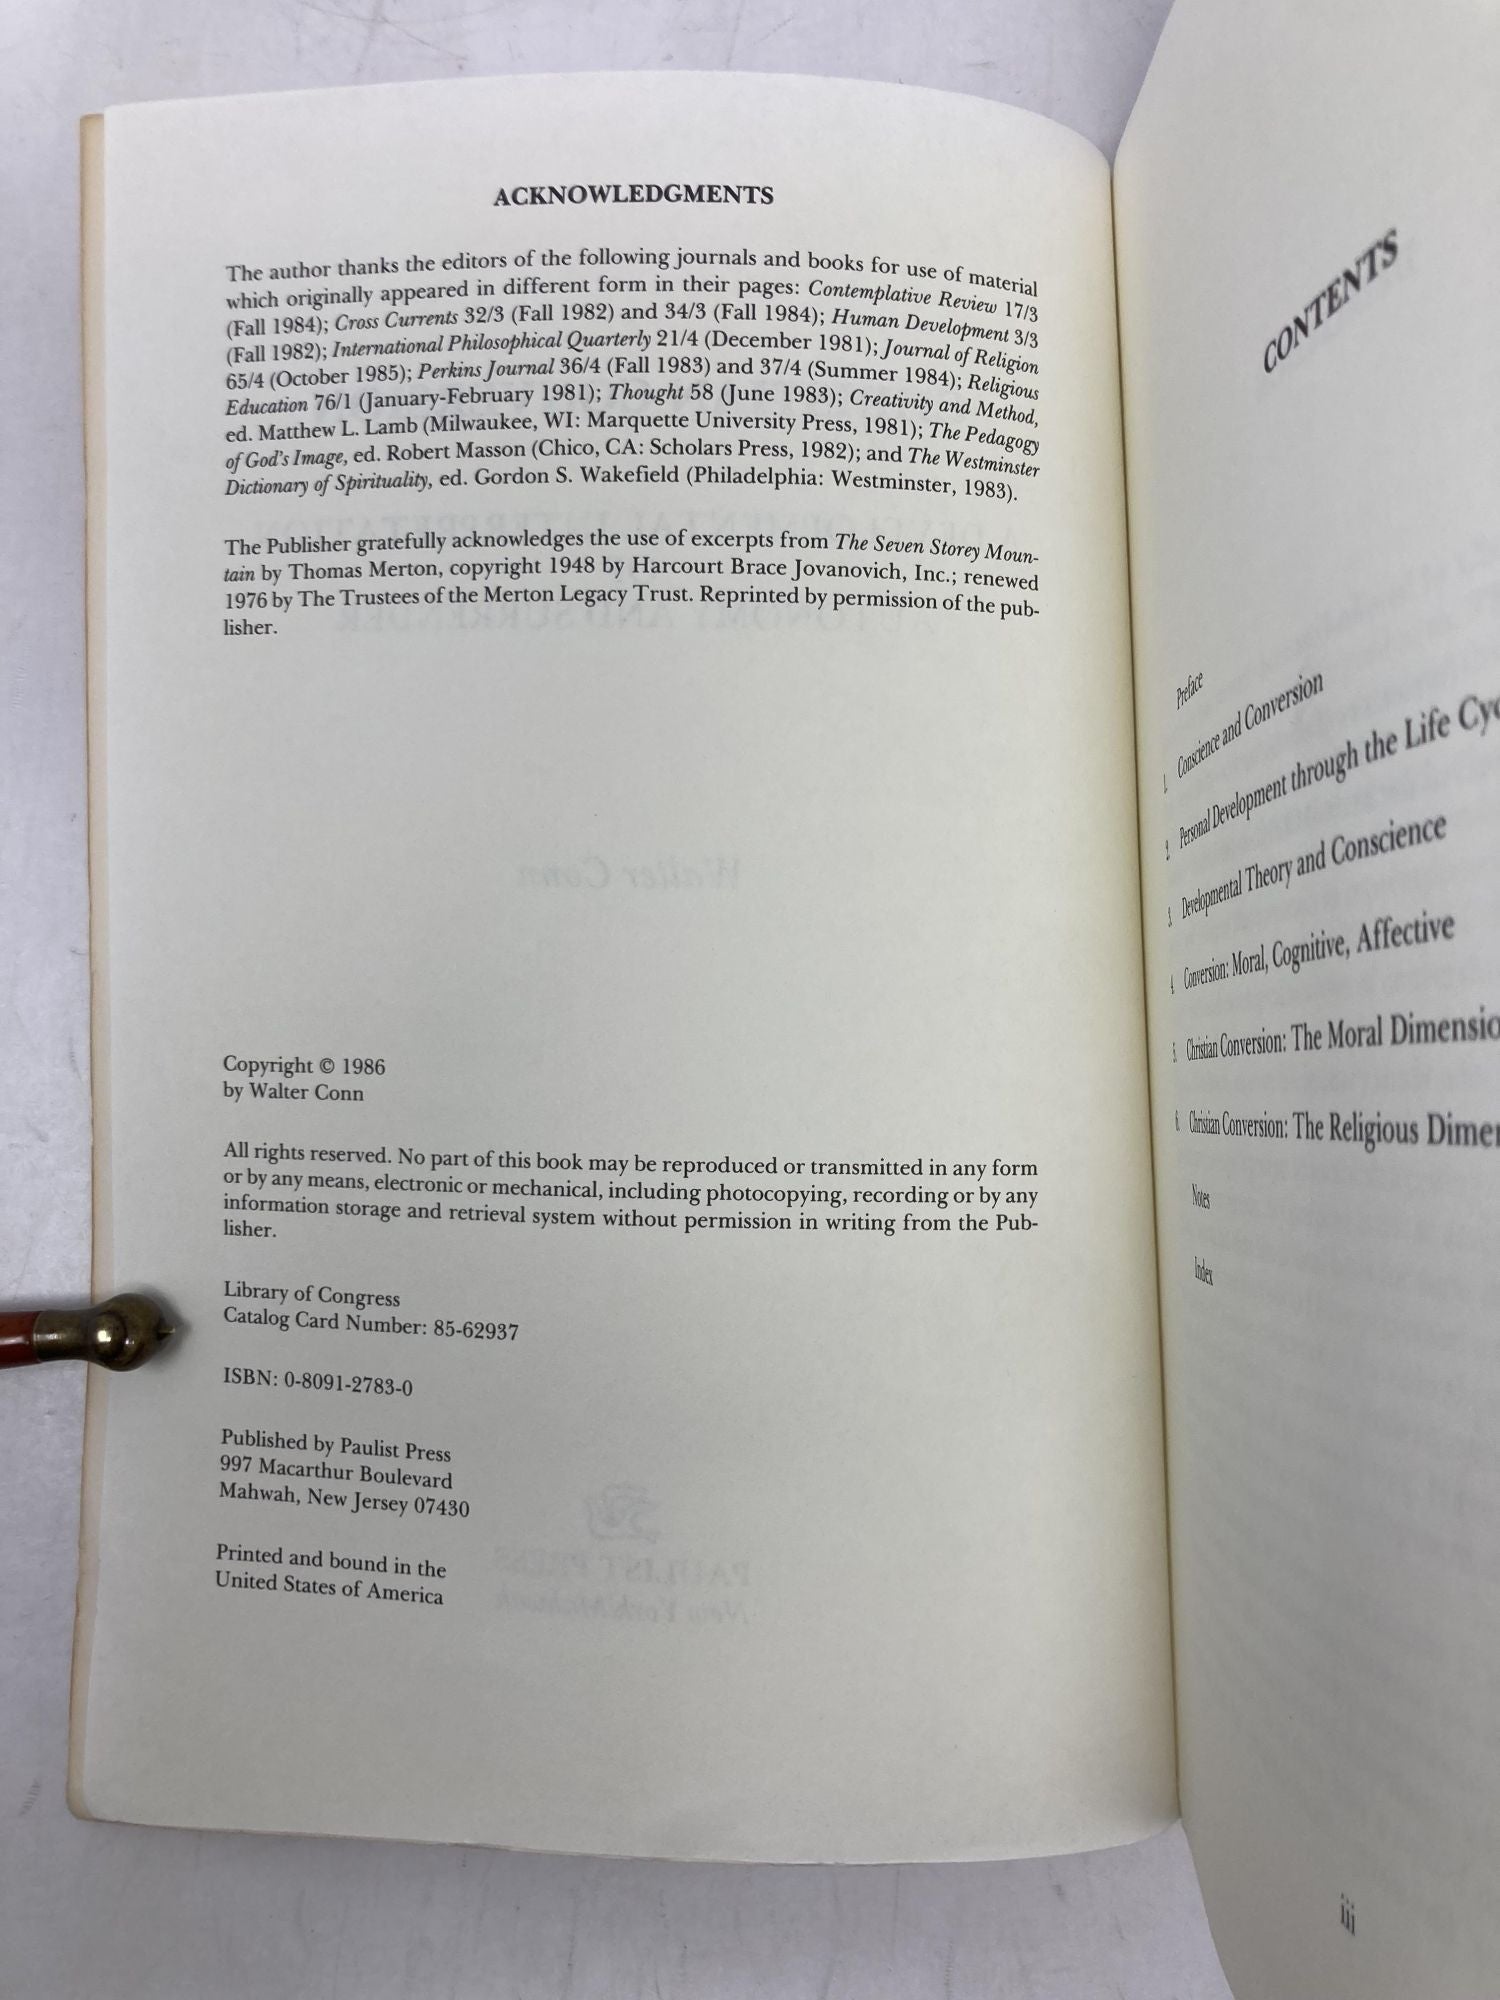 ACKNOWLEDGMENTS
The author thanks the editors of the following journals and books for use of material
which originally appeared in different form in their pages: Contemplative Review 17/3
(Fall 1984); Cross Currents 32/3 (Fall 1982) and 34/3 (Fall 1984); Human Development 3/3
(Fall 1982); International Philosophical Quarterly 21/4 (December 1981); Journal of Religion
65/4 (October 1985); Perkins Journal 36/4 (Fall 1983) and 37/4 (Summer 1984); Religious
Education 76/1 (January-February 1981); Thought 58 (June 1983); Creativity and Method,
ed. Matthew L. Lamb (Milwaukee, WI: Marquette University Press, 1981); The Pedagogy
of God's Image, ed. Robert Masson (Chico, CA: Scholars Press, 1982); and The Westminster
Dictionary of Spirituality, ed. Gordon S. Wakefield (Philadelphia: Westminster, 1983).
The Publisher gratefully acknowledges the use of excerpts from The Seven Storey Moun-
tain by Thomas Merton, copyright 1948 by Harcourt Brace Jovanovich, Inc.; renewed
1976 by The Trustees of the Merton Legacy Trust. Reprinted by permission of the pub-
lisher.
Copyright © 1986
by Walter Conn
All rights reserved. No part of this book may be reproduced or transmitted in any form
or by any means, electronic or mechanical, including photocopying, recording or by any
information storage and retrieval system without permission in writing from the Pub-
lisher.
Library of Congress
Catalog Card Number: 85-62937
ISBN: 0-8091-2783-0
Published by Paulist Press
997 Macarthur Boulevard
Mahwah, New Jersey 07430
Printed and bound in the
United States of America
CONTENTS
Preface
1. Conscience and Conversion
2. Personal Development through the Life Cyc
3. Developmental Theory and Conscience
4. Conversion: Moral, Cognitive, Affective
5. Christian Conversion: The Moral Dimensio
6. Christian Conversion: The Religious Dimen
Notes
Index
iii